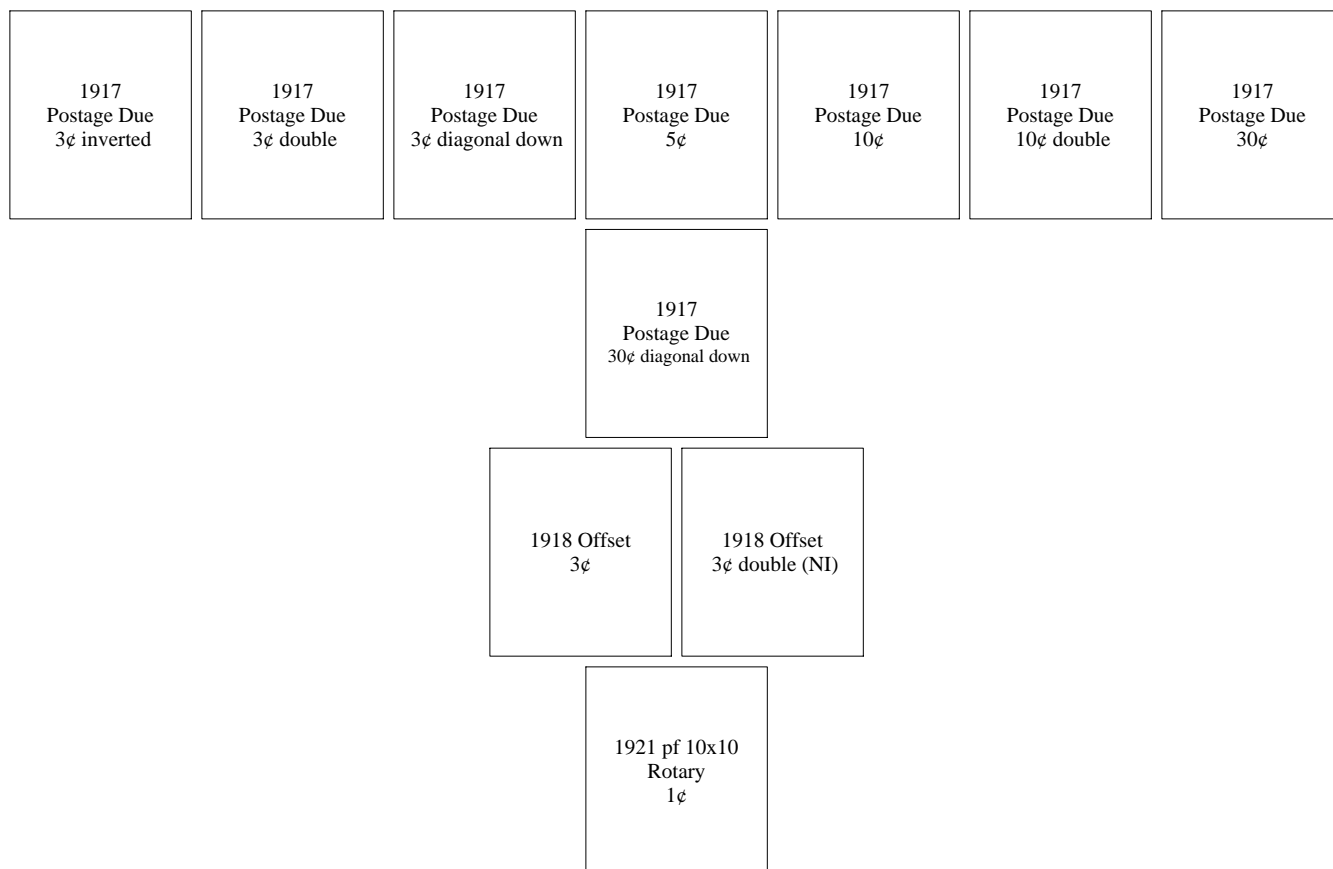 1917
Postage Due
3¢ inverted
1917
Postage Due
3¢ double
1917
Postage Due
3¢ diagonal down
1917
Postage Due
5¢
1917
Postage Due
10¢
1917
Postage Due
10¢ double
1917
Postage Due
30¢
1917
Postage Due
30¢ diagonal down
1918 Offset
3¢
1918 Offset
3¢ double (NI)
1921 pf 10x10
Rotary
1¢